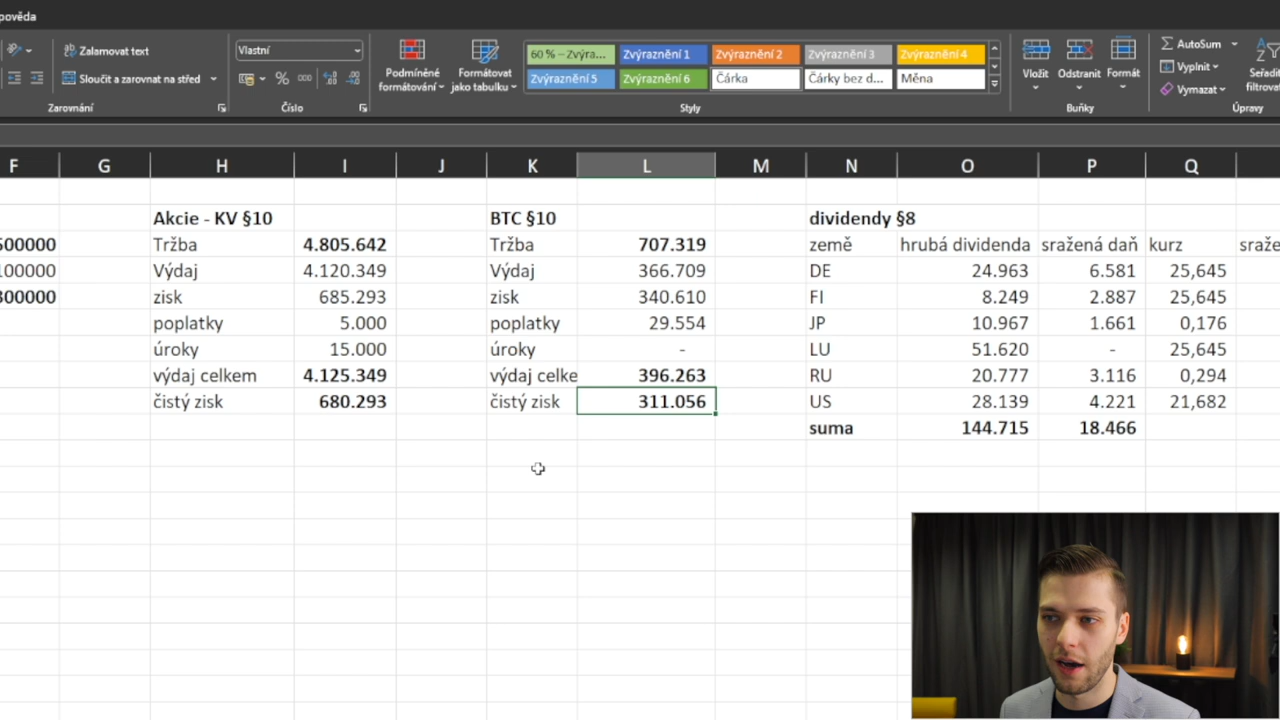 pověda
Zalamovat text
Sloučit a zarovnat na střed
Zarovnání
Vlastní
%
000
Číslo
Podmíněné formátování
Formátovat jako tabulku
60 % – Zvýra...
Zvýraznění 1
Zvýraznění 2
Zvýraznění 3
Zvýraznění 4
Zvýraznění 5
Zvýraznění 6
Čárka
Čárky bez d...
Měna
Styly
Vložit
Odstranit
Formát
Buňky
AutoSum
Vyplnit
Vymazat
Seřadit
filtrovat
Úpravy
F G H I J K L M N O P Q
Akcie - KV §10 BTC §10 dividendy §8
500000 Tržba 4.805.642 Tržba 707.319 země hrubá dividenda sražená daň kurz sraže
100000 Výdaj 4.120.349 Výdaj 366.709 DE 24.963 6.581 25,645
300000 zisk 685.293 zisk 340.610 FI 8.249 2.887 25,645
poplatky 5.000 poplatky 29.554 JP 10.967 1.661 0,176
úroky 15.000 úroky - LU 51.620 - 25,645
výdaj celkem 4.125.349 výdaj celke 396.263 RU 20.777 3.116 0,294
čistý zisk 680.293 čistý zisk 311.056 US 28.139 4.221 21,682
suma 144.715 18.466